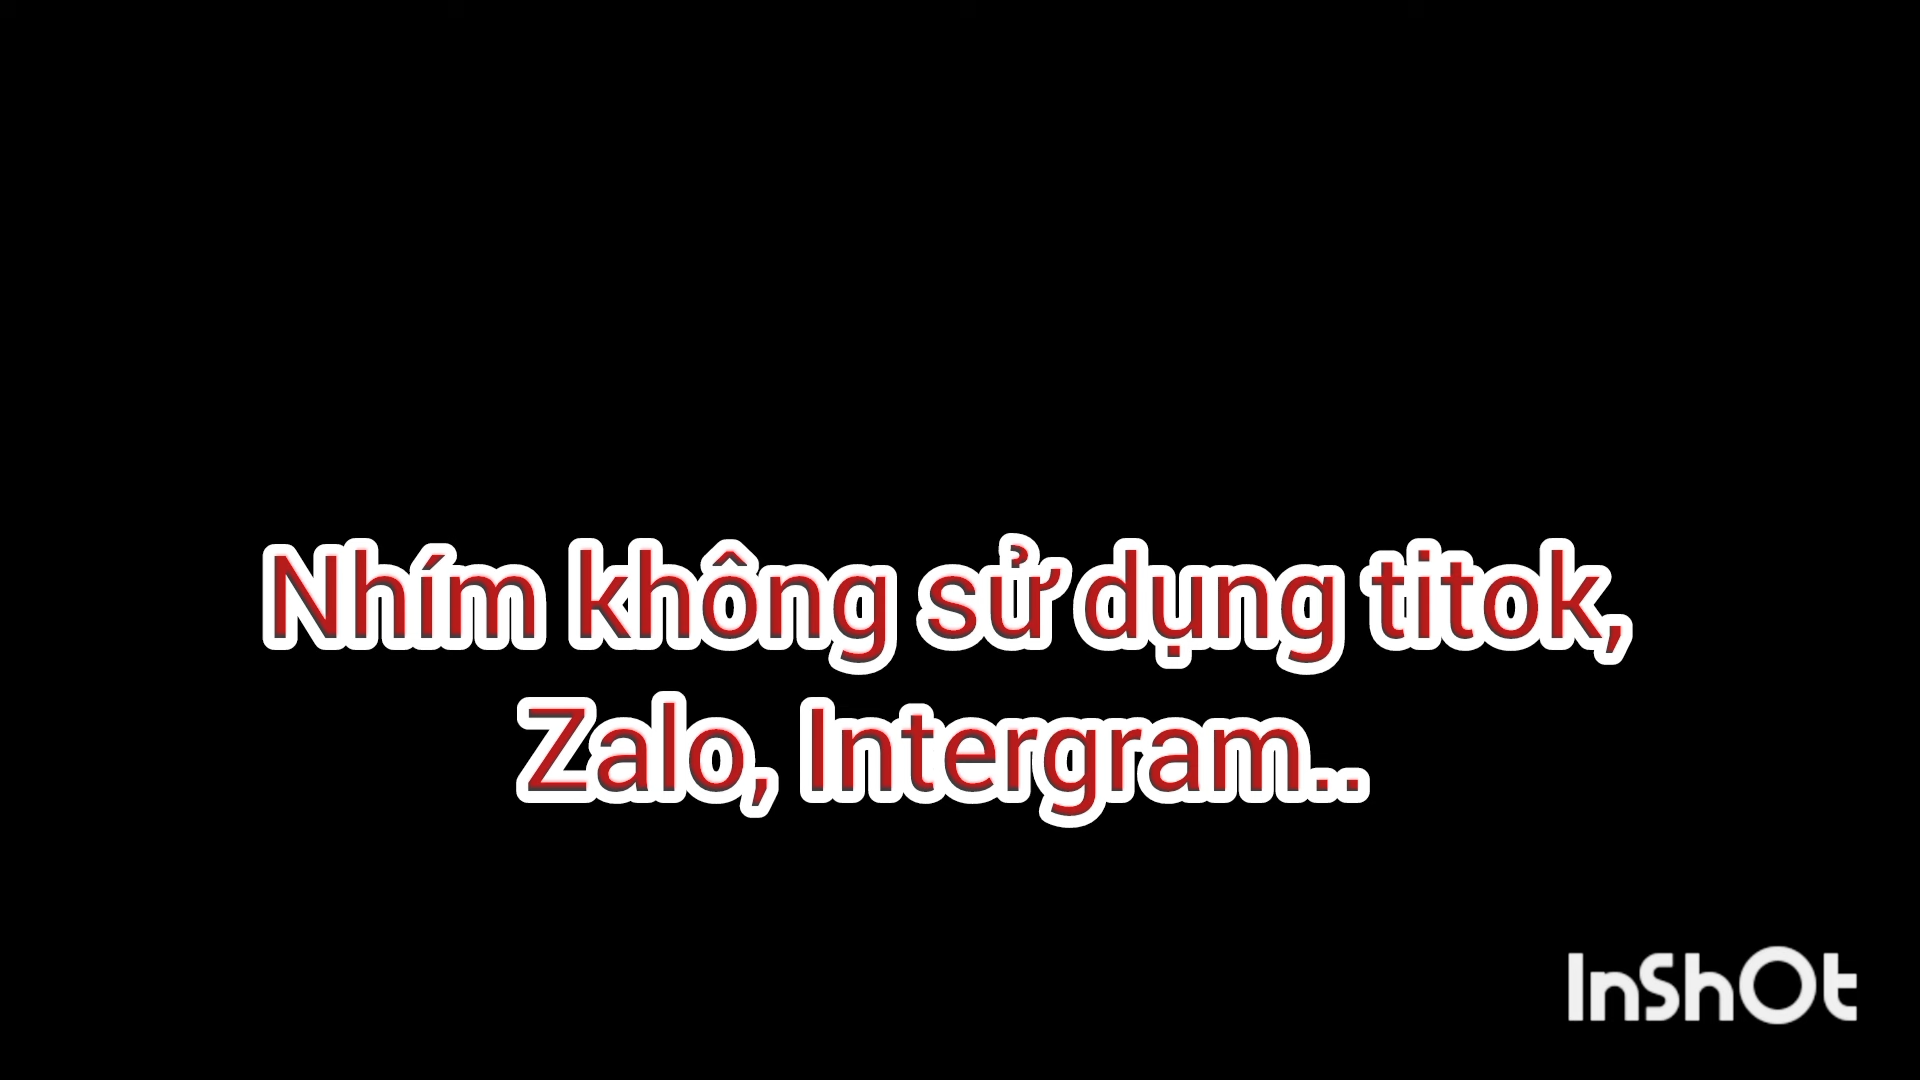 Nhím không sử dụng titok,
Zalo, Intergram..
InShOt